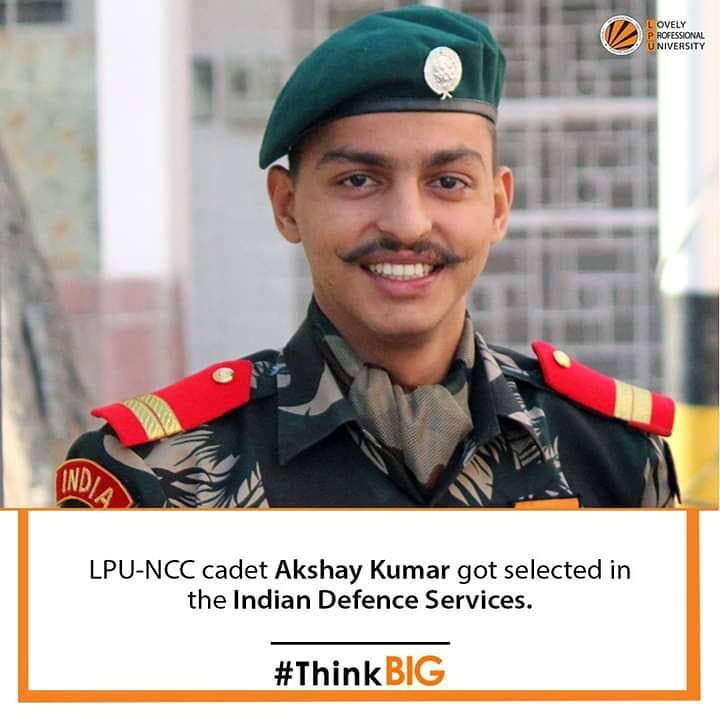 LOVELY
PROFESSIONAL
UNIVERSITY
INDIA
LPU-NCC cadet Akshay Kumar got selected in
the Indian Defence Services.
#ThinkBIG